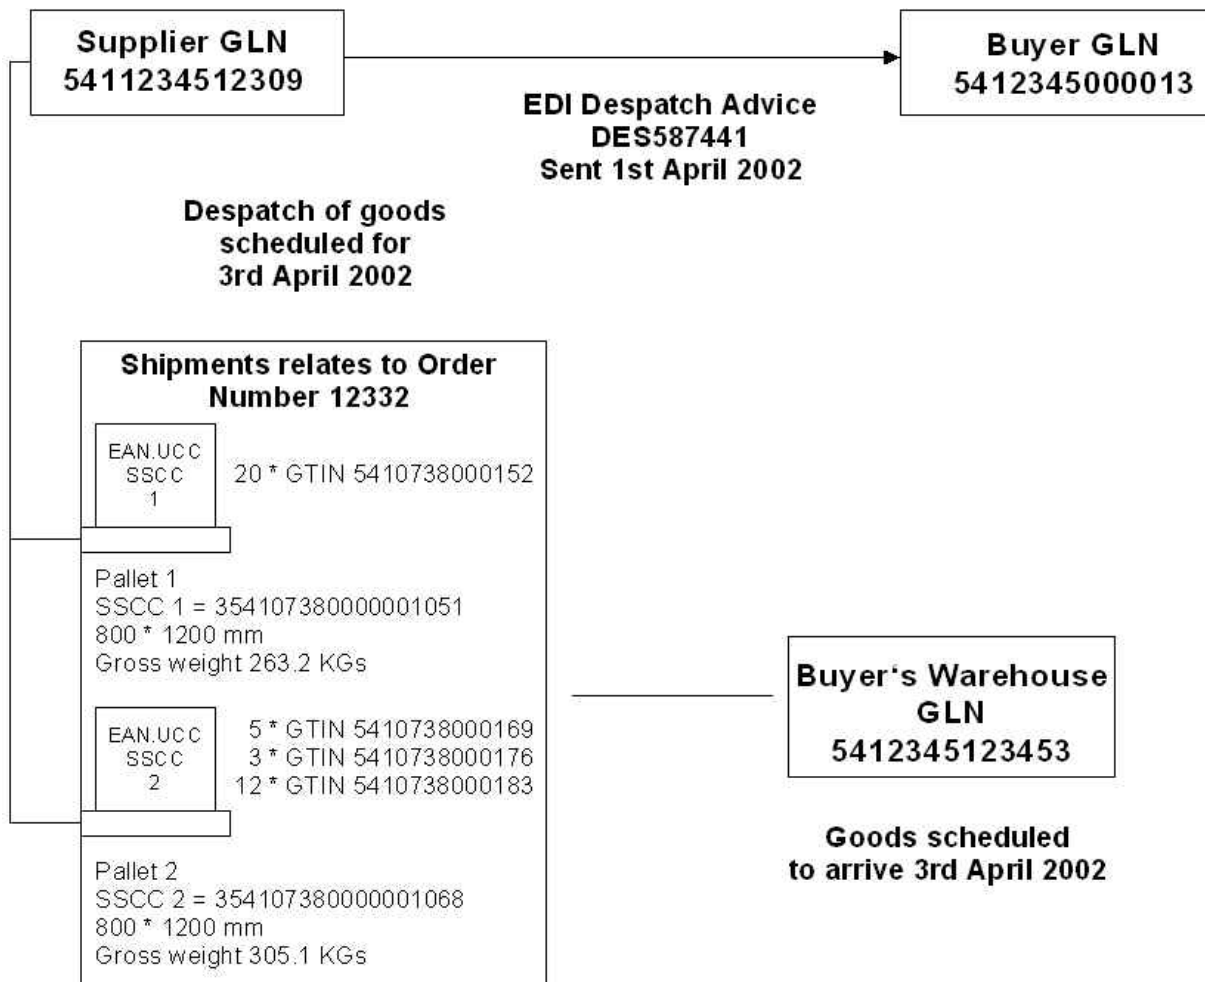 Supplier GLN
5411234512309
Buyer GLN
5412345000013
EDI Despatch Advice
DES587441
Sent 1st April 2002
Despatch of goods
scheduled for
3rd April 2002
Shipments relates to Order
Number 12332
EAN.UCC
SSCC
1
20 * GTIN 5410738000152
Pallet 1
SSCC 1 = 354107380000001051
800 * 1200 mm
Gross weight 263.2 KGs
EAN.UCC
SSCC
2
5 * GTIN 5410738000169
3 * GTIN 5410738000176
12 * GTIN 5410738000183
Pallet 2
SSCC 2 = 354107380000001068
800 * 1200 mm
Gross weight 305.1 KGs
Buyer‘s Warehouse
GLN
5412345123453
Goods scheduled
to arrive 3rd April 2002